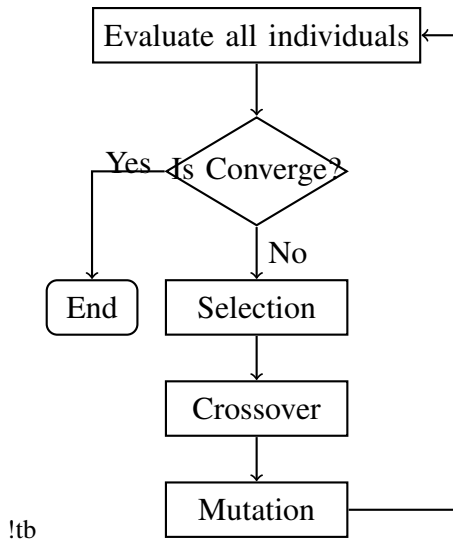 Evaluate all individuals
Yes
Is Converge?
No
End
Selection
Crossover
Mutation
!tb